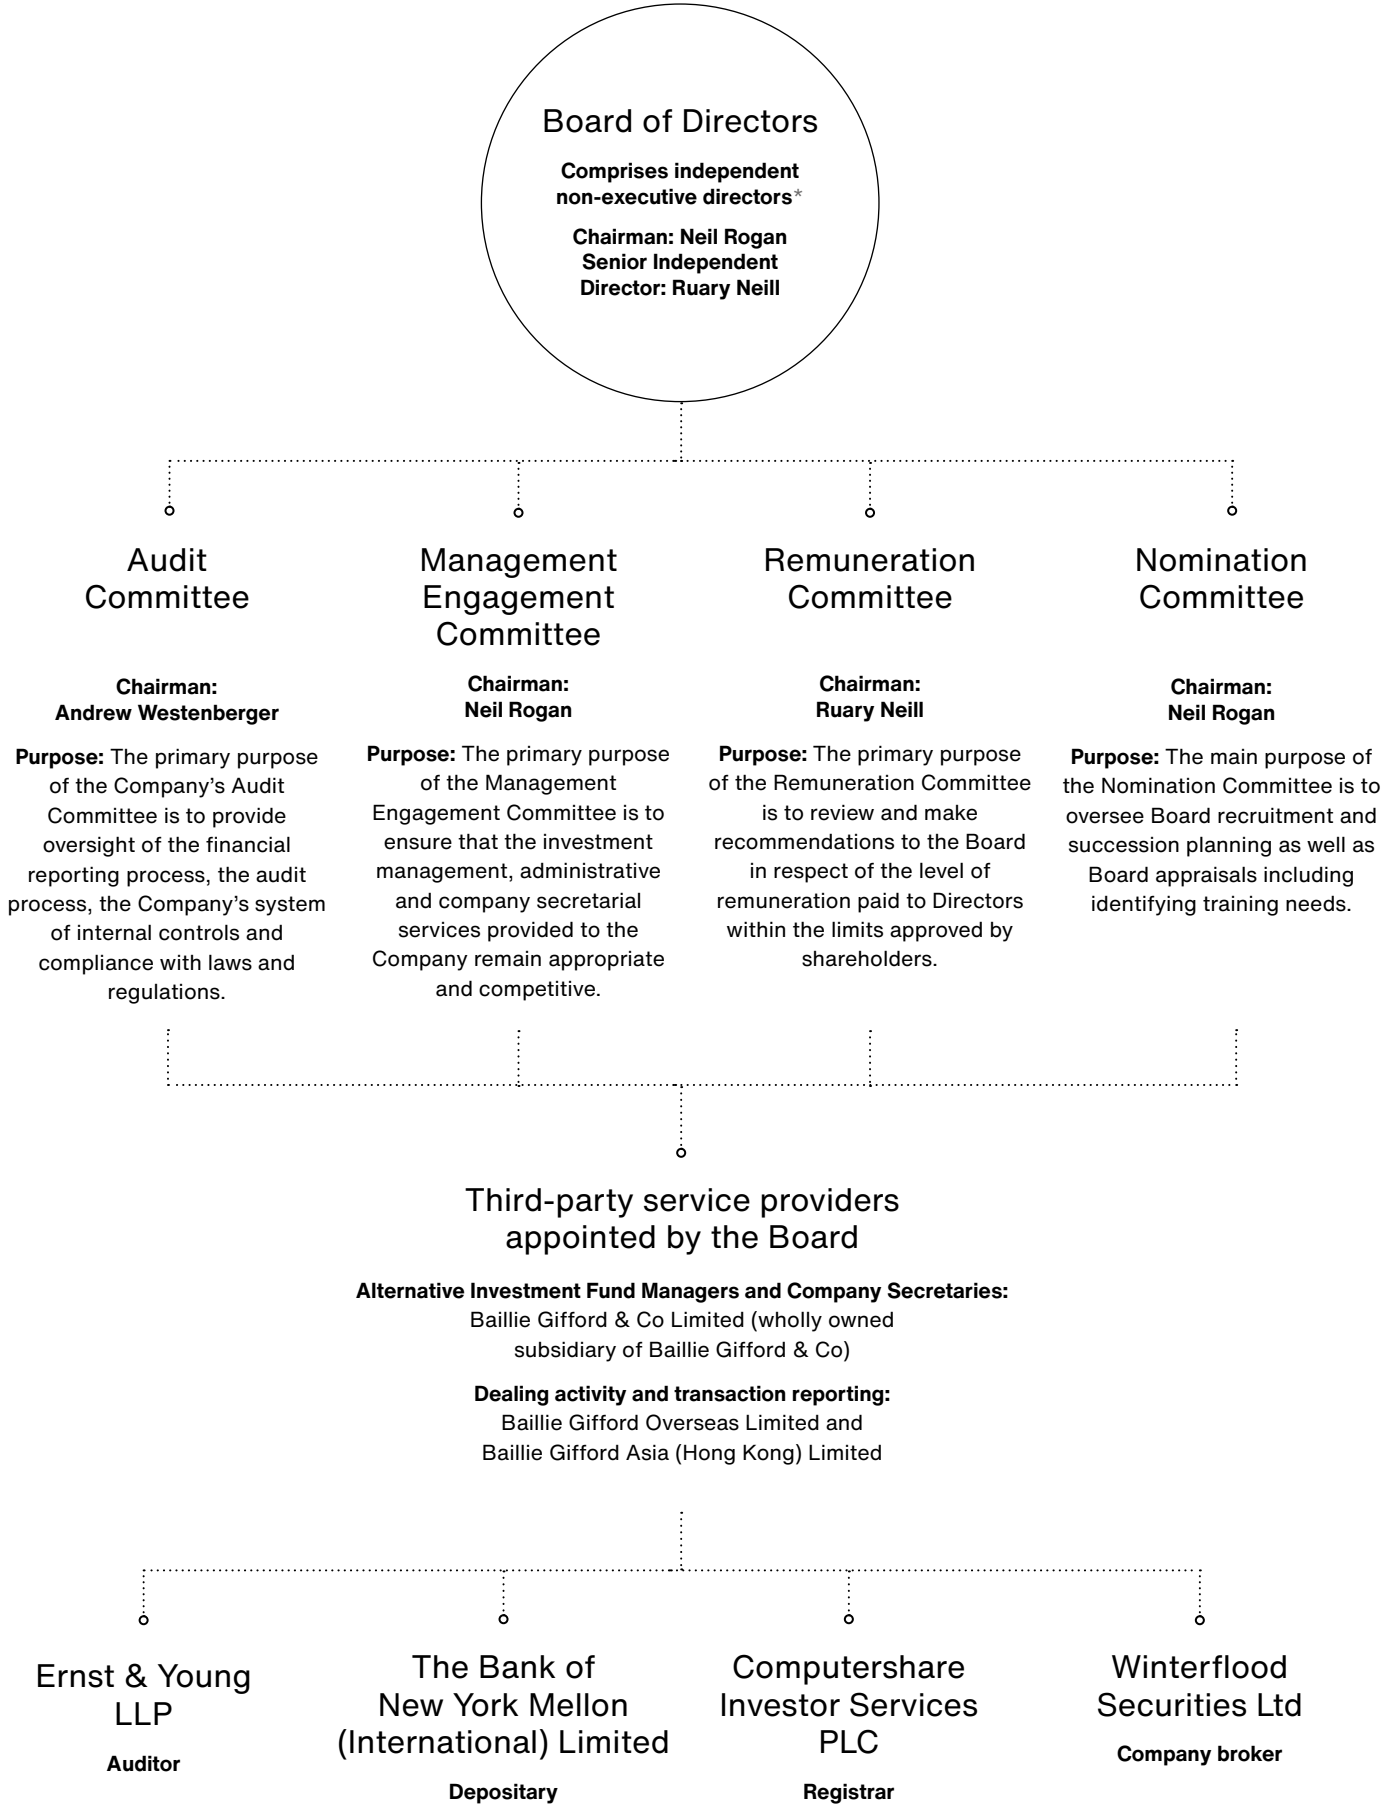 Board of Directors
Comprises independent
non-executive directors*
Chairman: Neil Rogan
Senior Independent
Director: Ruary Neill
Audit
Committee
Chairman:
Andrew Westenberger
Purpose: The primary purpose
of the Company’s Audit
Committee is to provide
oversight of the financial
reporting process, the audit
process, the Company’s system
of internal controls and
compliance with laws and
regulations.
Management
Engagement
Committee
Chairman:
Neil Rogan
Purpose: The primary purpose
of the Management
Engagement Committee is to
ensure that the investment
management, administrative
and company secretarial
services provided to the
Company remain appropriate
and competitive.
Remuneration
Committee
Chairman:
Ruary Neill
Purpose: The primary purpose
of the Remuneration Committee
is to review and make
recommendations to the Board
in respect of the level of
remuneration paid to Directors
within the limits approved by
shareholders.
Nomination
Committee
Chairman:
Neil Rogan
Purpose: The main purpose of
the Nomination Committee is to
oversee Board recruitment and
succession planning as well as
Board appraisals including
identifying training needs.
Third-party service providers
appointed by the Board
Alternative Investment Fund Managers and Company Secretaries:
Baillie Gifford & Co Limited (wholly owned
subsidiary of Baillie Gifford & Co)
Dealing activity and transaction reporting:
Baillie Gifford Overseas Limited and
Baillie Gifford Asia (Hong Kong) Limited
Ernst & Young
LLP
Auditor
The Bank of
New York Mellon
(International) Limited
Depositary
Computershare
Investor Services
PLC
Registrar
Winterflood
Securities Ltd
Company broker